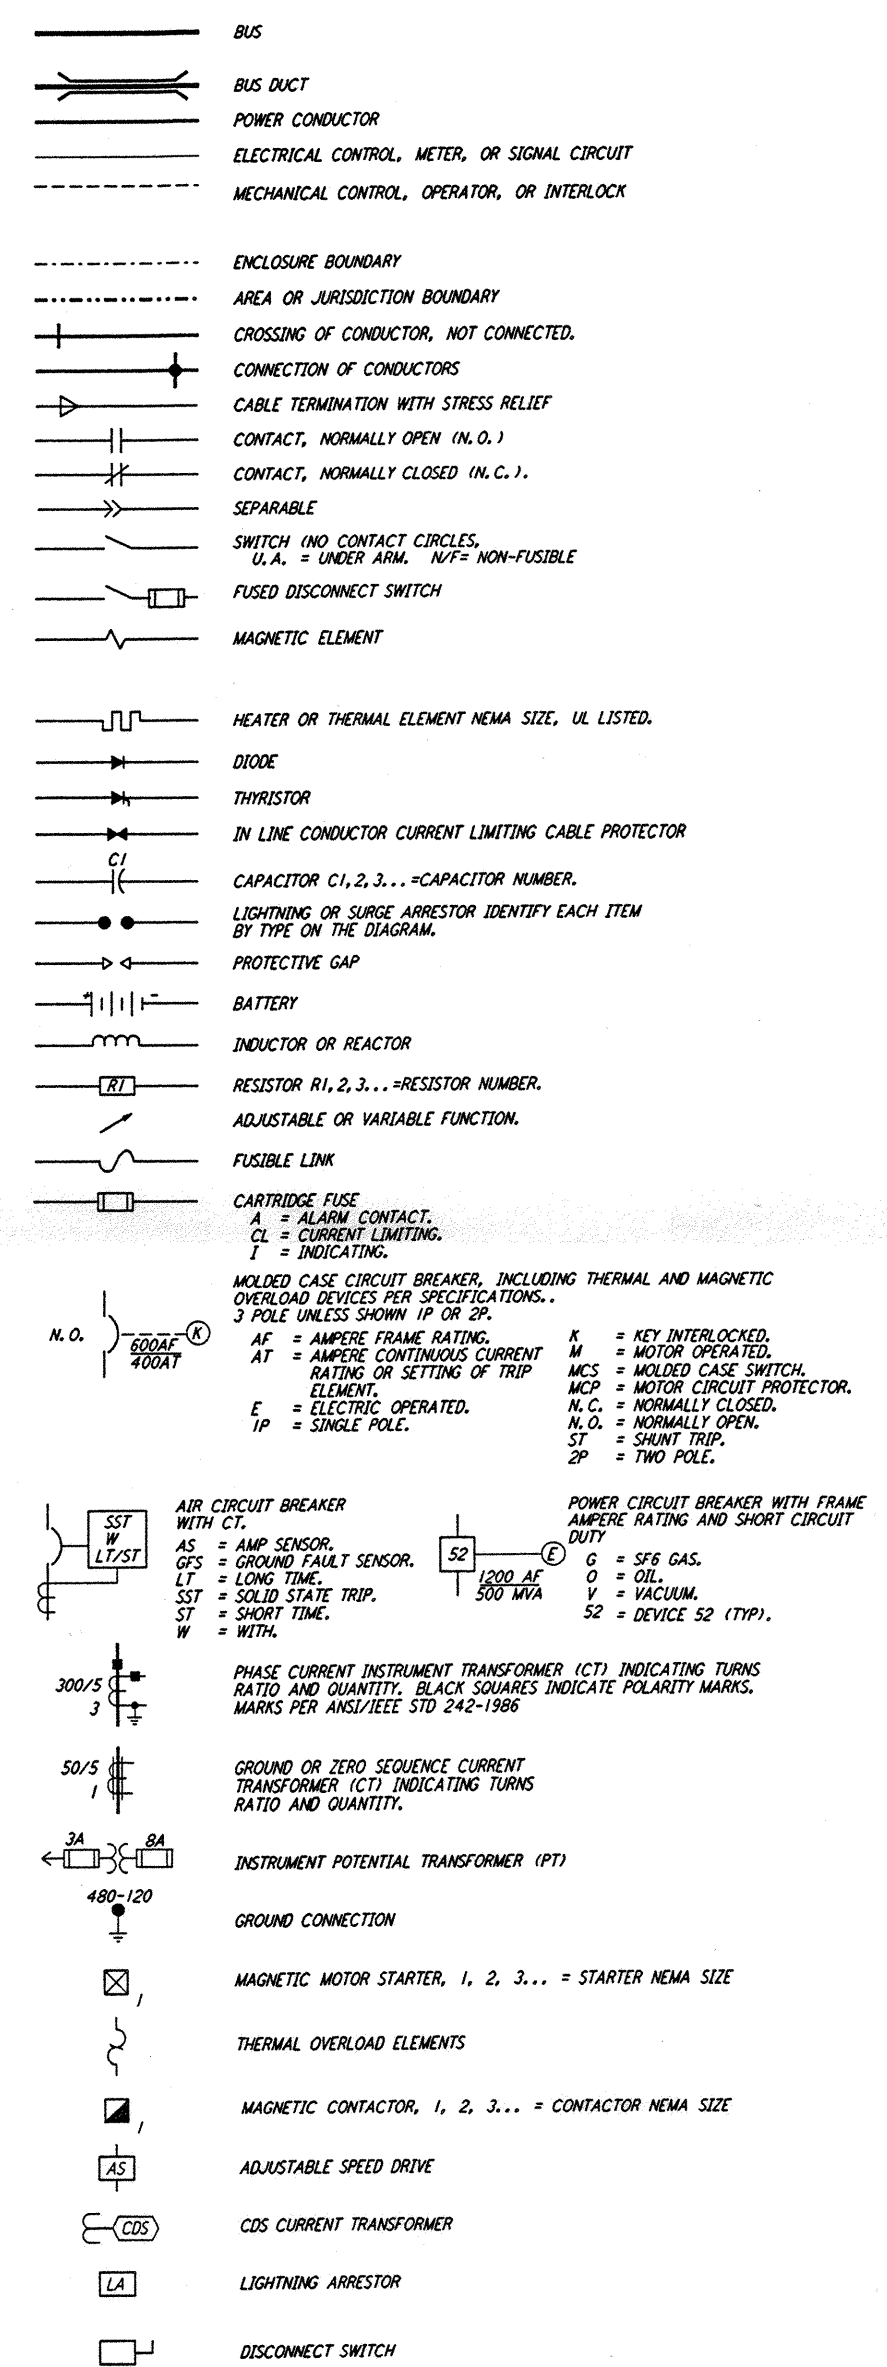 BUS
BUS DUCT
POWER CONDUCTOR
ELECTRICAL CONTROL, METER, OR SIGNAL CIRCUIT
MECHANICAL CONTROL, OPERATOR, OR INTERLOCK
ENCLOSURE BOUNDARY
AREA OR JURISDICTION BOUNDARY
CROSSING OF CONDUCTOR, NOT CONNECTED.
CONNECTION OF CONDUCTORS
CABLE TERMINATION WITH STRESS RELIEF
CONTACT, NORMALLY OPEN (N.O.)
CONTACT, NORMALLY CLOSED (N.C.).
SEPARABLE
SWITCH (NO CONTACT CIRCLES,
U.A. = UNDER ARM. N/F= NON-FUSIBLE
FUSED DISCONNECT SWITCH
MAGNETIC ELEMENT
HEATER OR THERMAL ELEMENT NEMA SIZE, UL LISTED.
DIODE
THYRISTOR
IN LINE CONDUCTOR CURRENT LIMITING CABLE PROTECTOR
C1
CAPACITOR C1,2,3...=CAPACITOR NUMBER.
LIGHTNING OR SURGE ARRESTOR IDENTIFY EACH ITEM
BY TYPE ON THE DIAGRAM.
PROTECTIVE GAP
+ -
BATTERY
INDUCTOR OR REACTOR
R1
RESISTOR R1,2,3...=RESISTOR NUMBER.
ADJUSTABLE OR VARIABLE FUNCTION.
FUSIBLE LINK
CARTRIDGE FUSE
A = ALARM CONTACT.
CL = CURRENT LIMITING.
I = INDICATING.
N.O.
K
600AF
400AT
MOLDED CASE CIRCUIT BREAKER, INCLUDING THERMAL AND MAGNETIC
OVERLOAD DEVICES PER SPECIFICATIONS..
3 POLE UNLESS SHOWN 1P OR 2P.
AF = AMPERE FRAME RATING.
AT = AMPERE CONTINUOUS CURRENT
RATING OR SETTING OF TRIP
ELEMENT.
E = ELECTRIC OPERATED.
1P = SINGLE POLE.
K = KEY INTERLOCKED.
M = MOTOR OPERATED.
MCS = MOLDED CASE SWITCH.
MCP = MOTOR CIRCUIT PROTECTOR.
N.C. = NORMALLY CLOSED.
N.O. = NORMALLY OPEN.
ST = SHUNT TRIP.
2P = TWO POLE.
SST
W
LT/ST
AIR CIRCUIT BREAKER
WITH CT.
AS = AMP SENSOR.
GFS = GROUND FAULT SENSOR.
LT = LONG TIME.
SST = SOLID STATE TRIP.
ST = SHORT TIME.
W = WITH.
52
E
1200 AF
500 MVA
POWER CIRCUIT BREAKER WITH FRAME
AMPERE RATING AND SHORT CIRCUIT
DUTY
G = SF6 GAS.
O = OIL.
V = VACUUM.
52 = DEVICE 52 (TYP).
300/5
3
PHASE CURRENT INSTRUMENT TRANSFORMER (CT) INDICATING TURNS
RATIO AND QUANTITY. BLACK SQUARES INDICATE POLARITY MARKS.
MARKS PER ANSI/IEEE STD 242-1986
50/5
1
GROUND OR ZERO SEQUENCE CURRENT
TRANSFORMER (CT) INDICATING TURNS
RATIO AND QUANTITY.
3A 8A
INSTRUMENT POTENTIAL TRANSFORMER (PT)
480-120
GROUND CONNECTION
1
MAGNETIC MOTOR STARTER, 1, 2, 3... = STARTER NEMA SIZE
THERMAL OVERLOAD ELEMENTS
1
MAGNETIC CONTACTOR, 1, 2, 3... = CONTACTOR NEMA SIZE
AS
ADJUSTABLE SPEED DRIVE
CDS
CDS CURRENT TRANSFORMER
LA
LIGHTNING ARRESTOR
DISCONNECT SWITCH